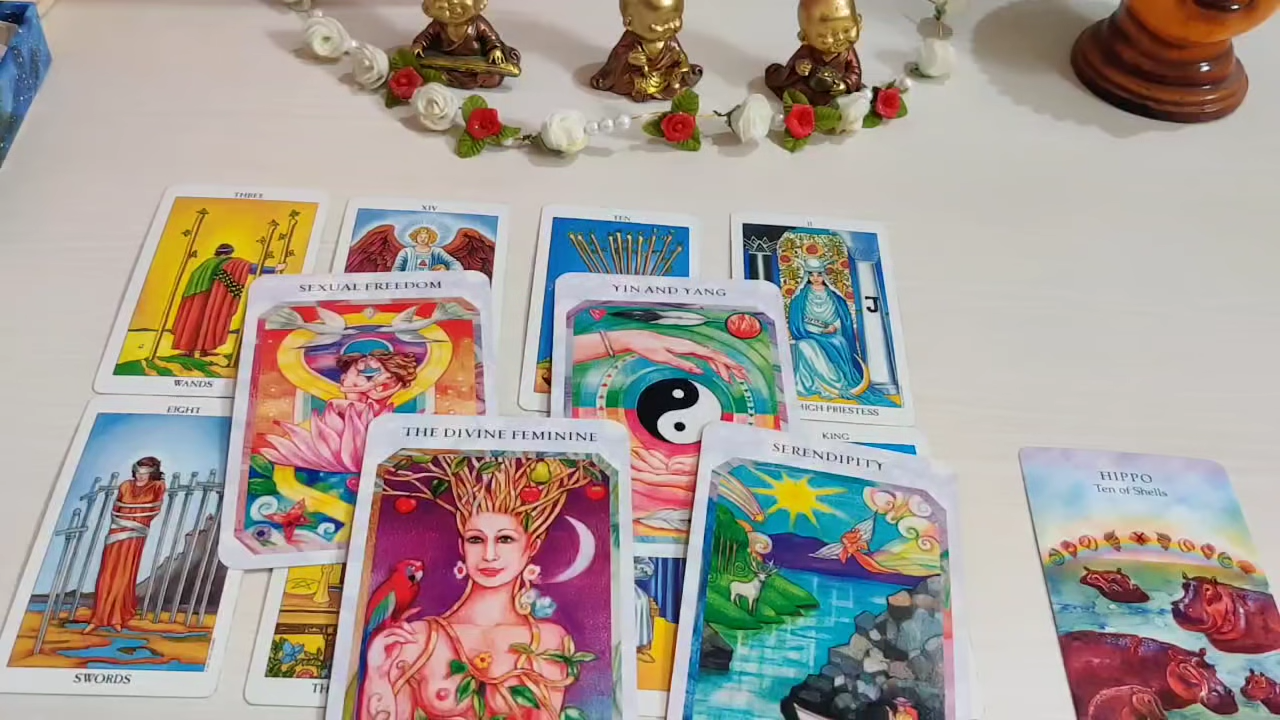 THREE
WANDS
XIV
TEN
II
HIGH PRIESTESS
J
SEXUAL FREEDOM
YIN AND YANG
EIGHT
SWORDS
THE DIVINE FEMININE
KING
SERENDIPITY
HIPPO
Ten of Shells